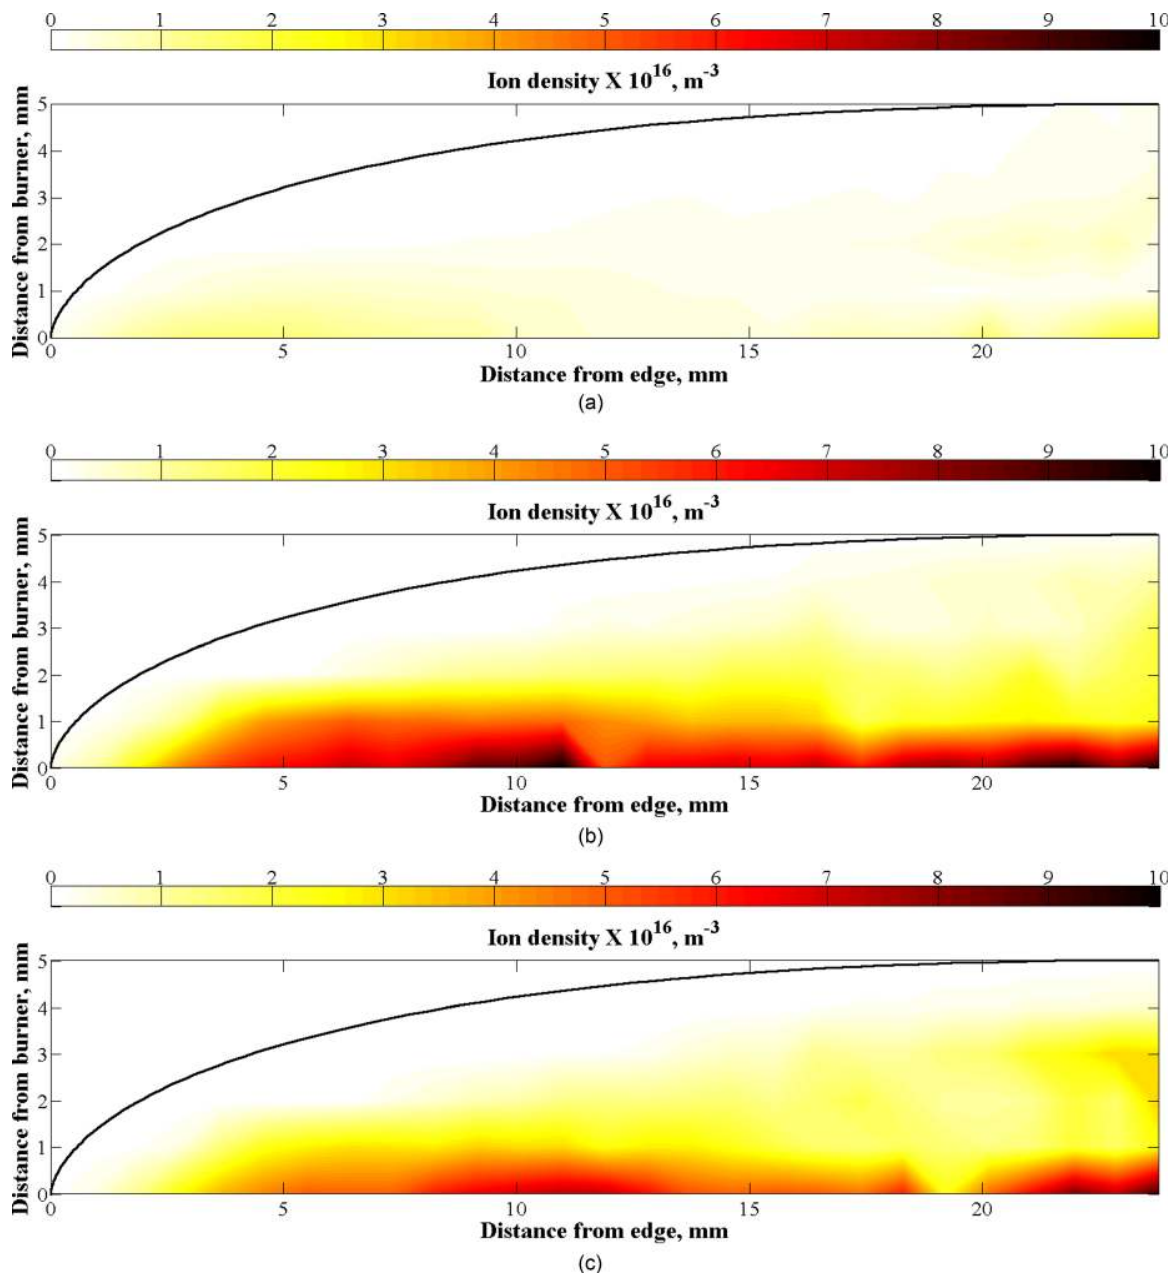 0 1 2 3 4 5 6 7 8 9 10
Ion density X 10^16, m^-3
Distance from burner, mm
5
4
3
2
1
0
0 5 10 15 20
Distance from edge, mm
(a)
0 1 2 3 4 5 6 7 8 9 10
Ion density X 10^16, m^-3
Distance from burner, mm
5
4
3
2
1
0
0 5 10 15 20
Distance from edge, mm
(b)
0 1 2 3 4 5 6 7 8 9 10
Ion density X 10^16, m^-3
Distance from burner, mm
5
4
3
2
1
0
0 5 10 15 20
Distance from edge, mm
(c)